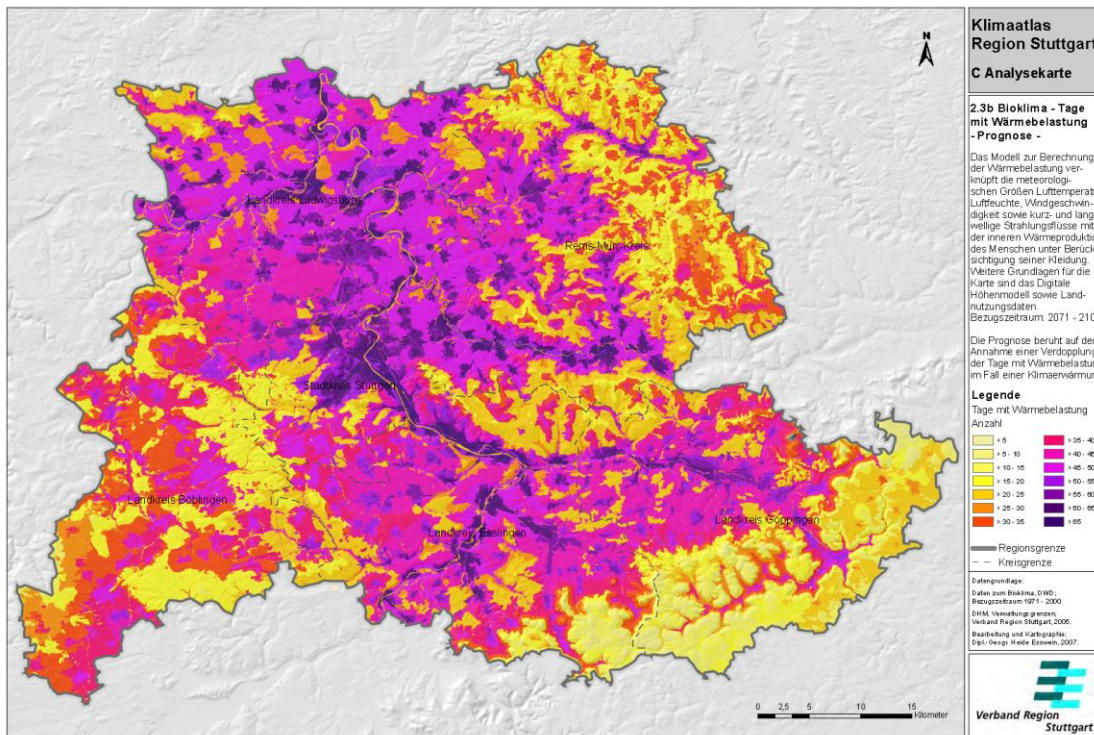 Klimaatlas
Region Stuttgart
C Analysekarte
2.3b Bioklima - Tage
mit Wärmebelastung
- Prognose -
Das Modell zur Berechnung
der Wärmebelastung ver-
knüpft die meteorologi-
schen Größen Lufttemperatu
Luftfeuchte, Windgeschwin-
digkeit sowie kurz- und lang
wellige Strahlungsflüsse mit
der inneren Wärmeproduktio
des Menschen unter Berück
sichtigung seiner Kleidung.
Weitere Grundlagen für die
Karte sind das Digitale
Höhenmodell sowie Land-
nutzungsdaten.
Bezugszeitraum: 2071 - 210
Die Prognose beruht auf der
Annahme einer Verdopplung
der Tage mit Wärmebelastun
im Fall einer Klimaerwärmun
Legende
Tage mit Wärmebelastung
Anzahl
< 5
> 5 - 10
> 10 - 15
> 15 - 20
> 20 - 25
> 25 - 30
> 30 - 35
> 35 - 40
> 40 - 45
> 45 - 50
> 50 - 55
> 55 - 60
> 60 - 65
> 65
Regionsgrenze
Kreisgrenze
Datengrundlage:
Daten zum Bioklima, DWD;
Bezugszeitraum 1971 - 2000
DHM, Verwaltungsgrenzen;
Verband Region Stuttgart, 2005.
Bearbeitung und Kartographie:
Dipl.-Geogr. Heide Esswein, 2007.
Verband Region
Stuttgart
N
Landkreis Ludwigsburg
Rems-Murr-Kreis
Stadtkreis Stuttgart
Landkreis Böblingen
Landkreis Esslingen
Landkreis Göppingen
0 2,5 5 10 15
Kilometer